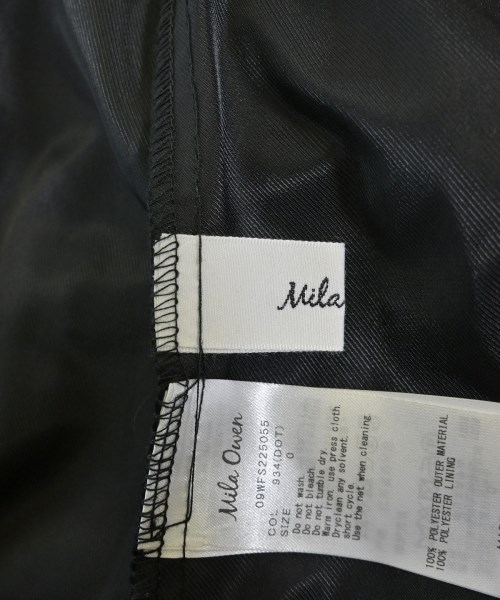 Mila
Mila Owen
09WFS225055
COL 934(DOT)
SIZE 0
Do not wash.
Do not bleach.
Do not tumble dry.
Warm iron, use press cloth
Dryclean any solvent.
short cycle.
Use the net when cleaning.
100% POLYESTER OUTER MATERIAL
100% POLYESTER LINING